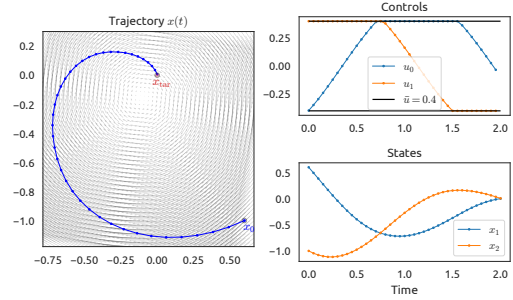 Trajectory x(t)
0.2
0.0
−0.2
−0.4
−0.6
−0.8
−1.0
x_tar
x_0
−0.75
−0.50
−0.25
0.00
0.25
0.50
Controls
0.25
0.00
−0.25
u_0
u_1
ū = 0.4
0.0
0.5
1.0
1.5
2.0
States
0.5
0.0
−0.5
−1.0
x_1
x_2
0.0
0.5
1.0
1.5
2.0
Time